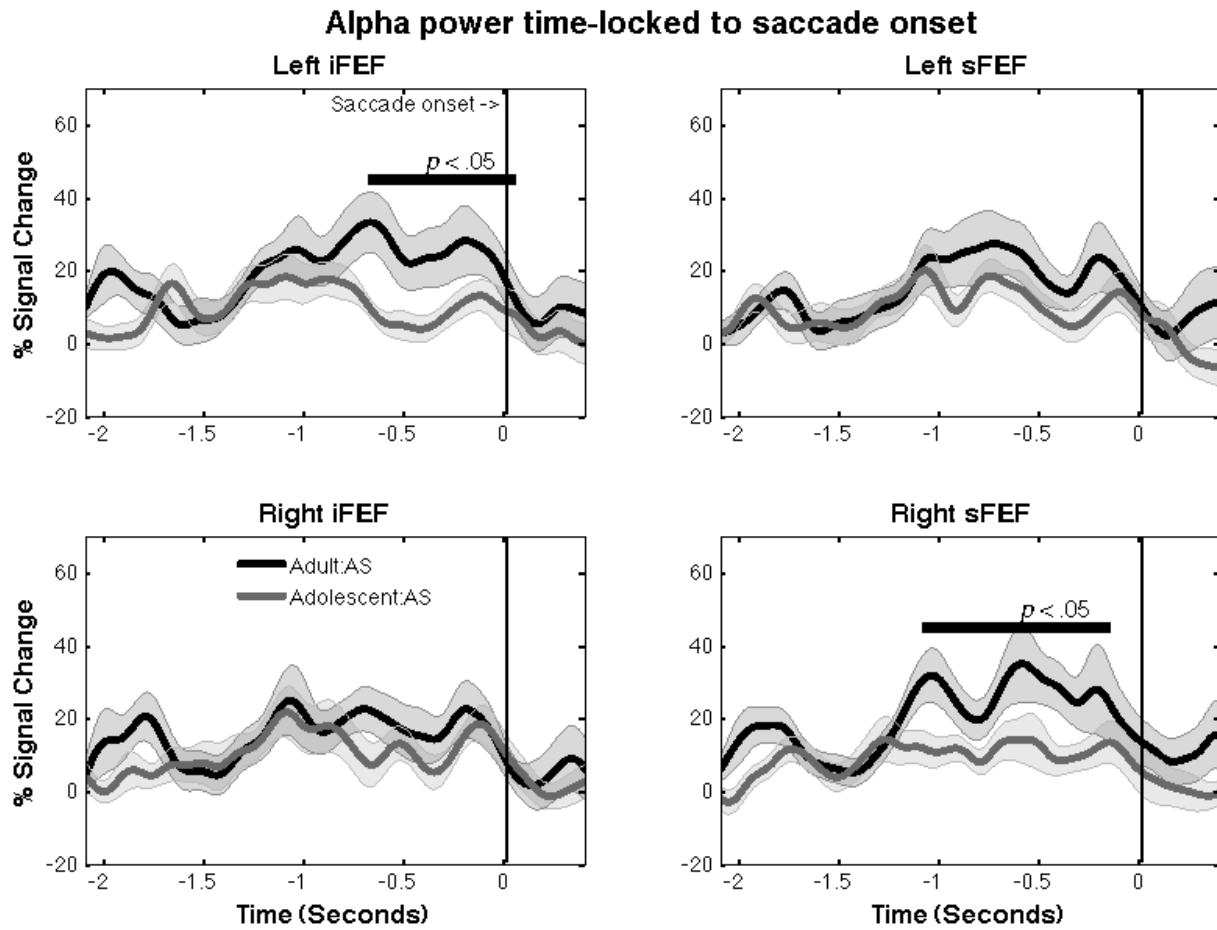 Alpha power time-locked to saccade onset
Left iFEF
Left sFEF
% Signal Change
60
40
20
0
-20
Saccade onset ->
p < .05
-2
-1.5
-1
-0.5
0
60
40
20
0
-20
-2
-1.5
-1
-0.5
0
Right iFEF
Right sFEF
% Signal Change
60
40
20
0
-20
Adult:AS
Adolescent:AS
-2
-1.5
-1
-0.5
0
Time (Seconds)
60
40
20
0
-20
p < .05
-2
-1.5
-1
-0.5
0
Time (Seconds)